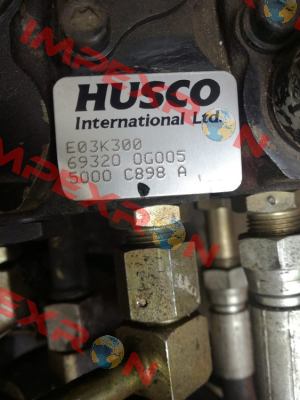 HUSCO
International Ltd.
E03K300
69320 0G005
5000 C898 A
IMPEXRON
IMPEXRON
IMPEXRON